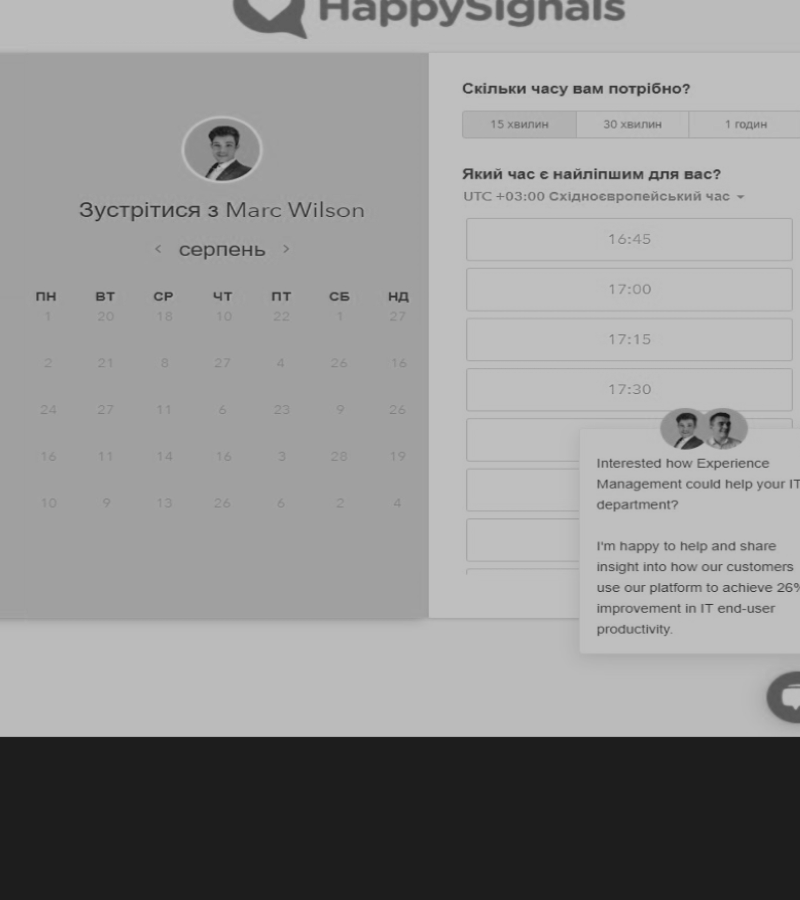 HappySignals
Зустрітися з Marc Wilson
серпень
ПН ВТ СР ЧТ ПТ СБ НД
1 20 18 10 22 1 27
2 21 8 27 4 26 16
24 27 11 6 23 9 26
16 11 14 16 3 28 19
10 9 13 26 6 2 4
Скільки часу вам потрібно?
15 хвилин 30 хвилин 1 годин
Який час є найліпшим для вас?
UTC +03:00 Східноєвропейський час
16:45
17:00
17:15
17:30
Interested how Experience
Management could help your IT
department?
I'm happy to help and share
insight into how our customers
use our platform to achieve 26%
improvement in IT end-user
productivity.